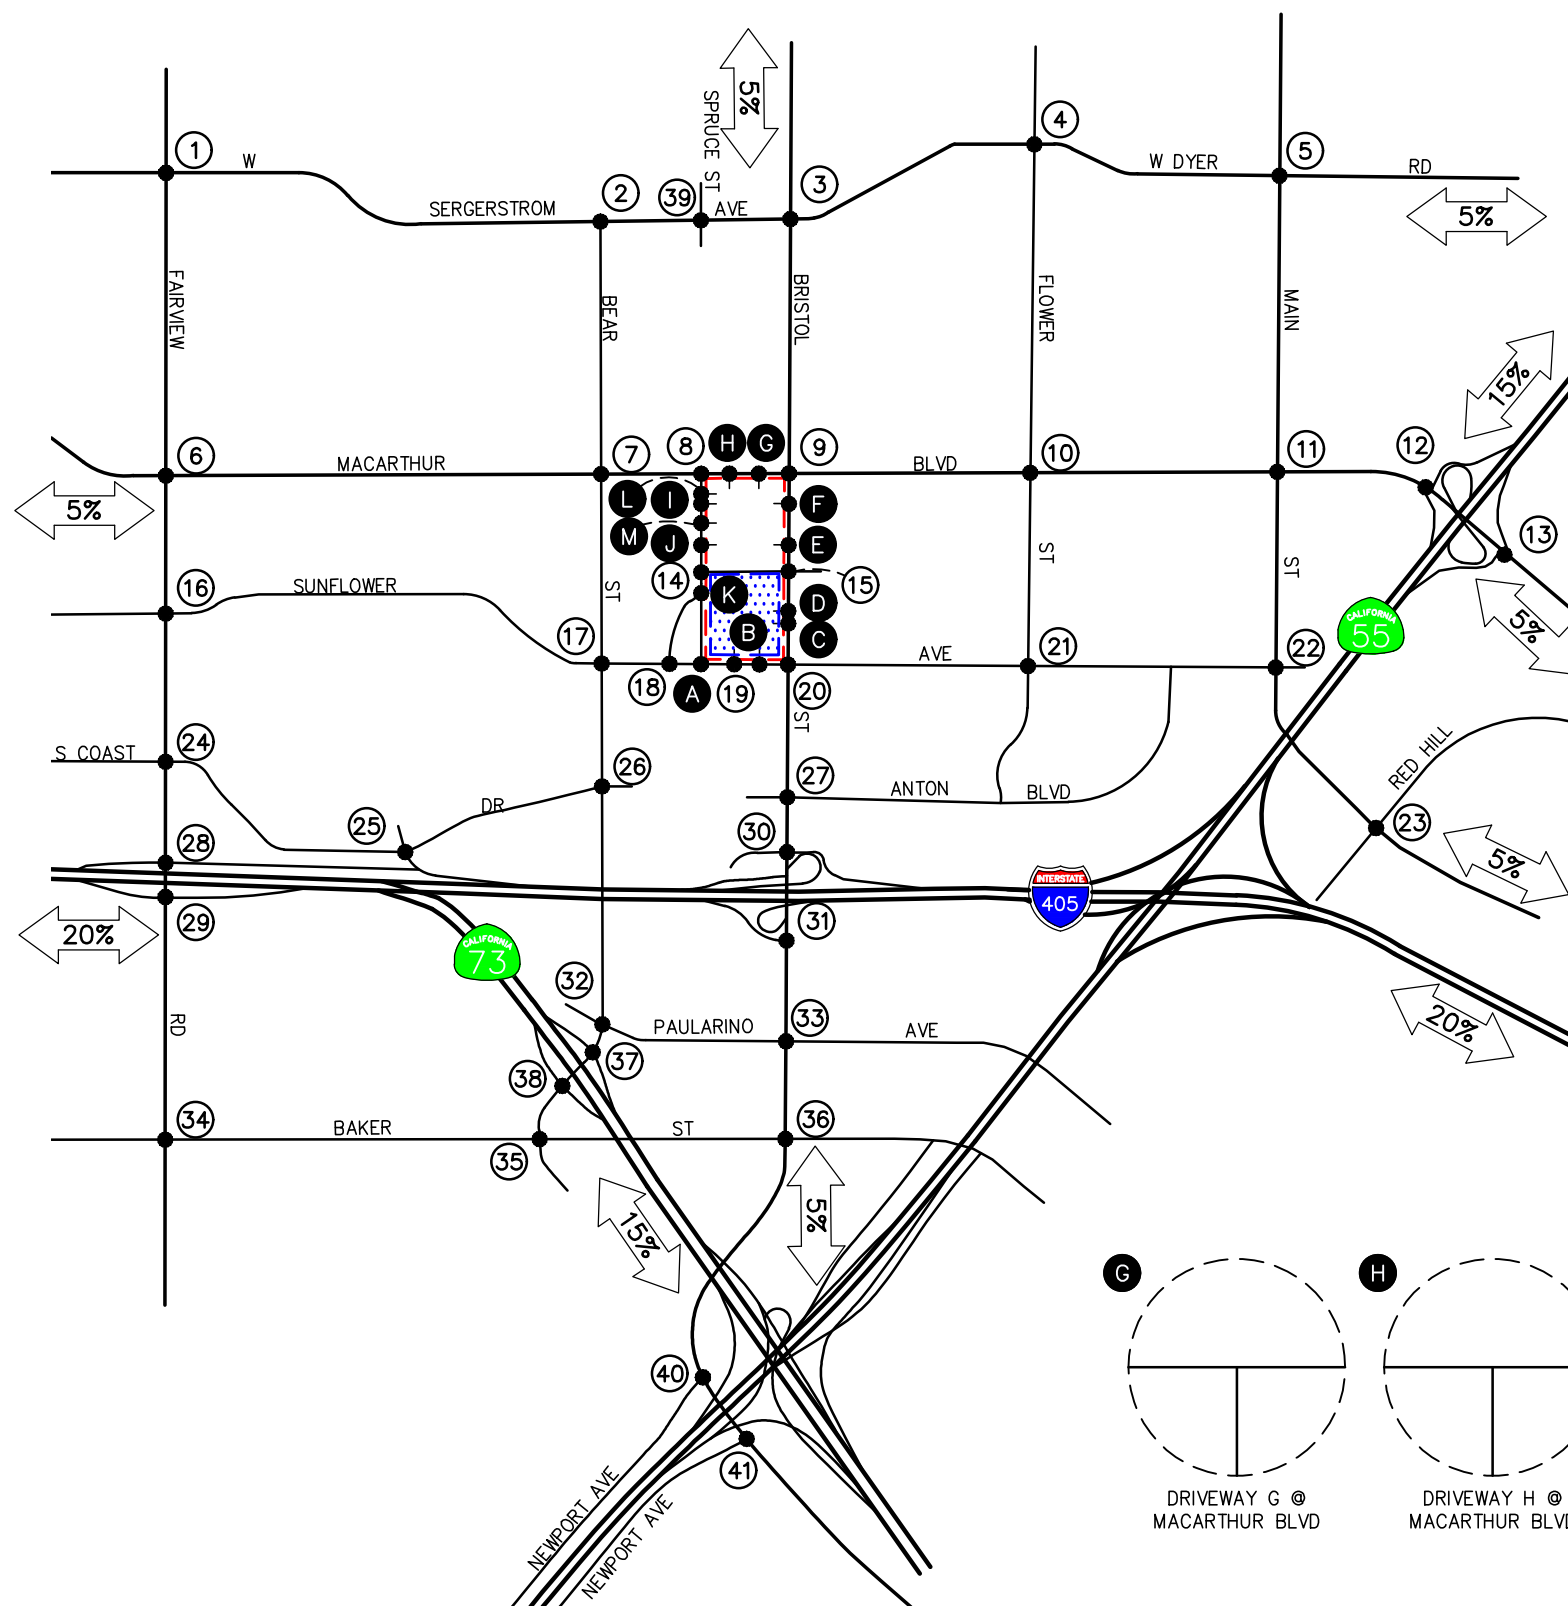 5%
SPRUCE ST
1
W
2
39
AVE
3
4
W DYER
5
RD
SERGERSTROM
5%
FAIRVIEW
BEAR
BRISTOL
FLOWER
MAIN
15%
6
MACARTHUR
7
8
H
G
9
BLVD
10
11
12
5%
L
I
F
M
J
E
ST
13
ST
16
SUNFLOWER
ST
14
K
15
D
CALIFORNIA
55
5%
17
B
C
AVE
21
22
18
A
19
20
ST
24
S COAST
26
27
ANTON
BLVD
RED HILL
DR
25
23
28
30
5%
INTERSTATE
405
29
20%
31
CALIFORNIA
73
32
RD
PAULARINO
33
AVE
20%
37
38
34
BAKER
ST
36
35
5%
15%
G
H
40
41
NEWPORT AVE
NEWPORT AVE
DRIVEWAY G @
MACARTHUR BLVD
DRIVEWAY H @
MACARTHUR BLVD